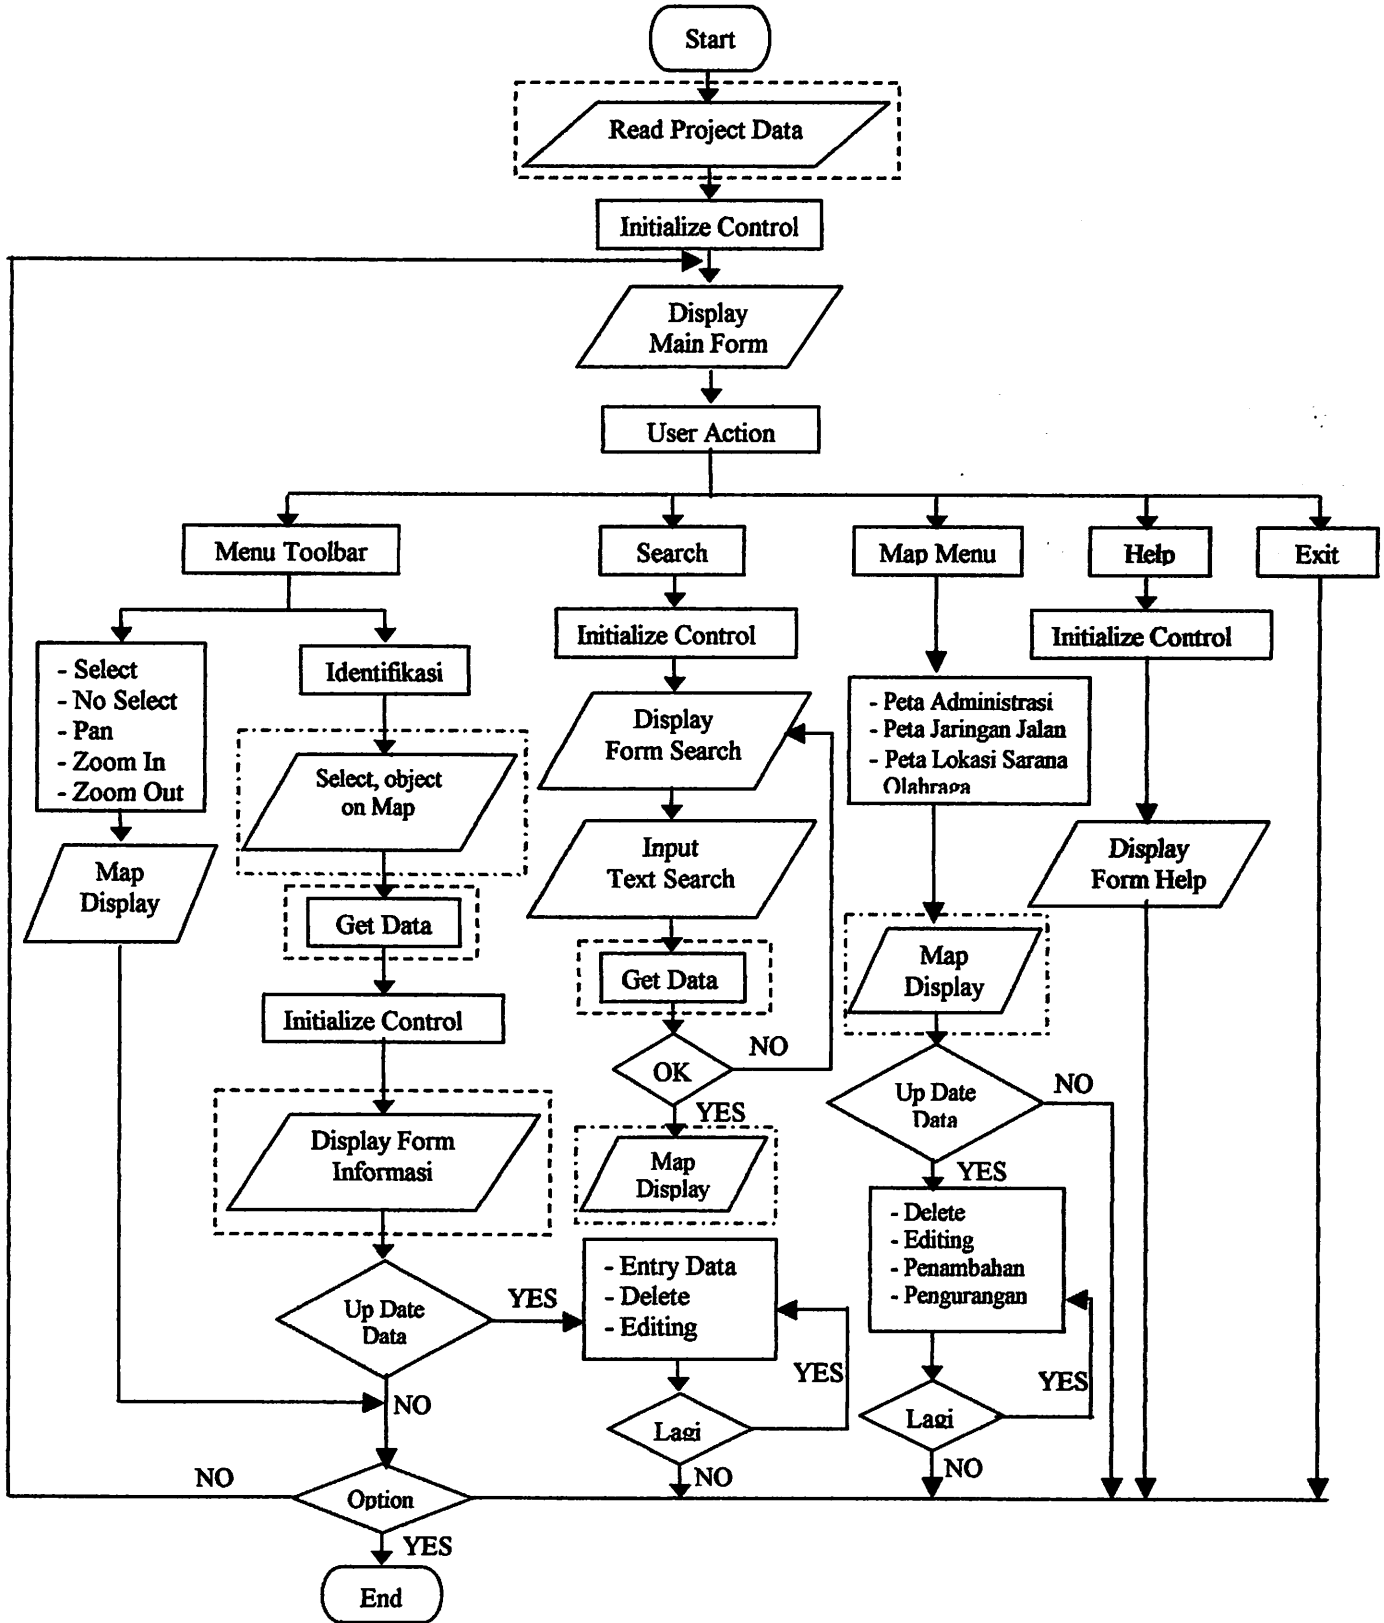 Start
Read Project Data
Initialize Control
Display
Main Form
User Action
Menu Toolbar
Search
Map Menu
Help
Exit
- Select
- No Select
- Pan
- Zoom In
- Zoom Out
Map
Display
Identifikasi
Select, object
on Map
Get Data
Initialize Control
Display Form
Informasi
Up Date
Data
YES
NO
Initialize Control
Display
Form Search
Input
Text Search
Get Data
OK
NO
YES
Map
Display
- Entry Data
- Delete
- Editing
YES
Lagi
NO
- Peta Administrasi
- Peta Jaringan Jalan
- Peta Lokasi Sarana
Olahraga
Map
Display
Up Date
Data
NO
YES
- Delete
- Editing
- Penambahan
- Pengurangan
YES
Lagi
NO
Initialize Control
Display
Form Help
NO
Option
YES
End